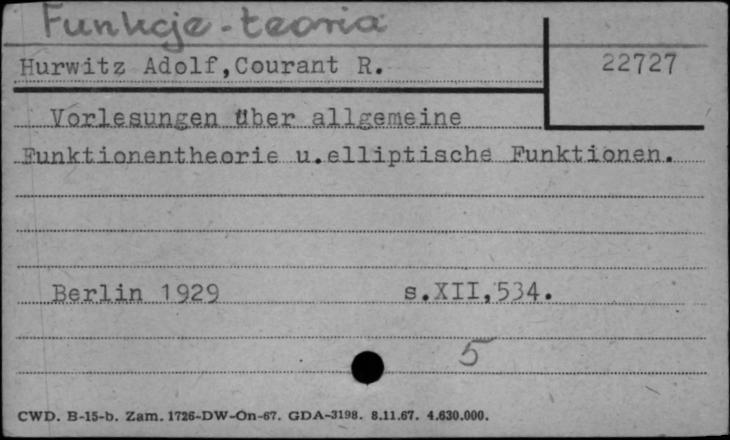 Funkcje - teoria
Hurwitz Adolf,Courant R. 22727
Vorlesungen über allgemeine
Funktionentheorie u.elliptische Funktionen.
Berlin 1929 s.XII,534.
5
CWD. B-15-b. Zam. 1726-DW-On-67. GDA-3198. 8.11.67. 4.630.000.